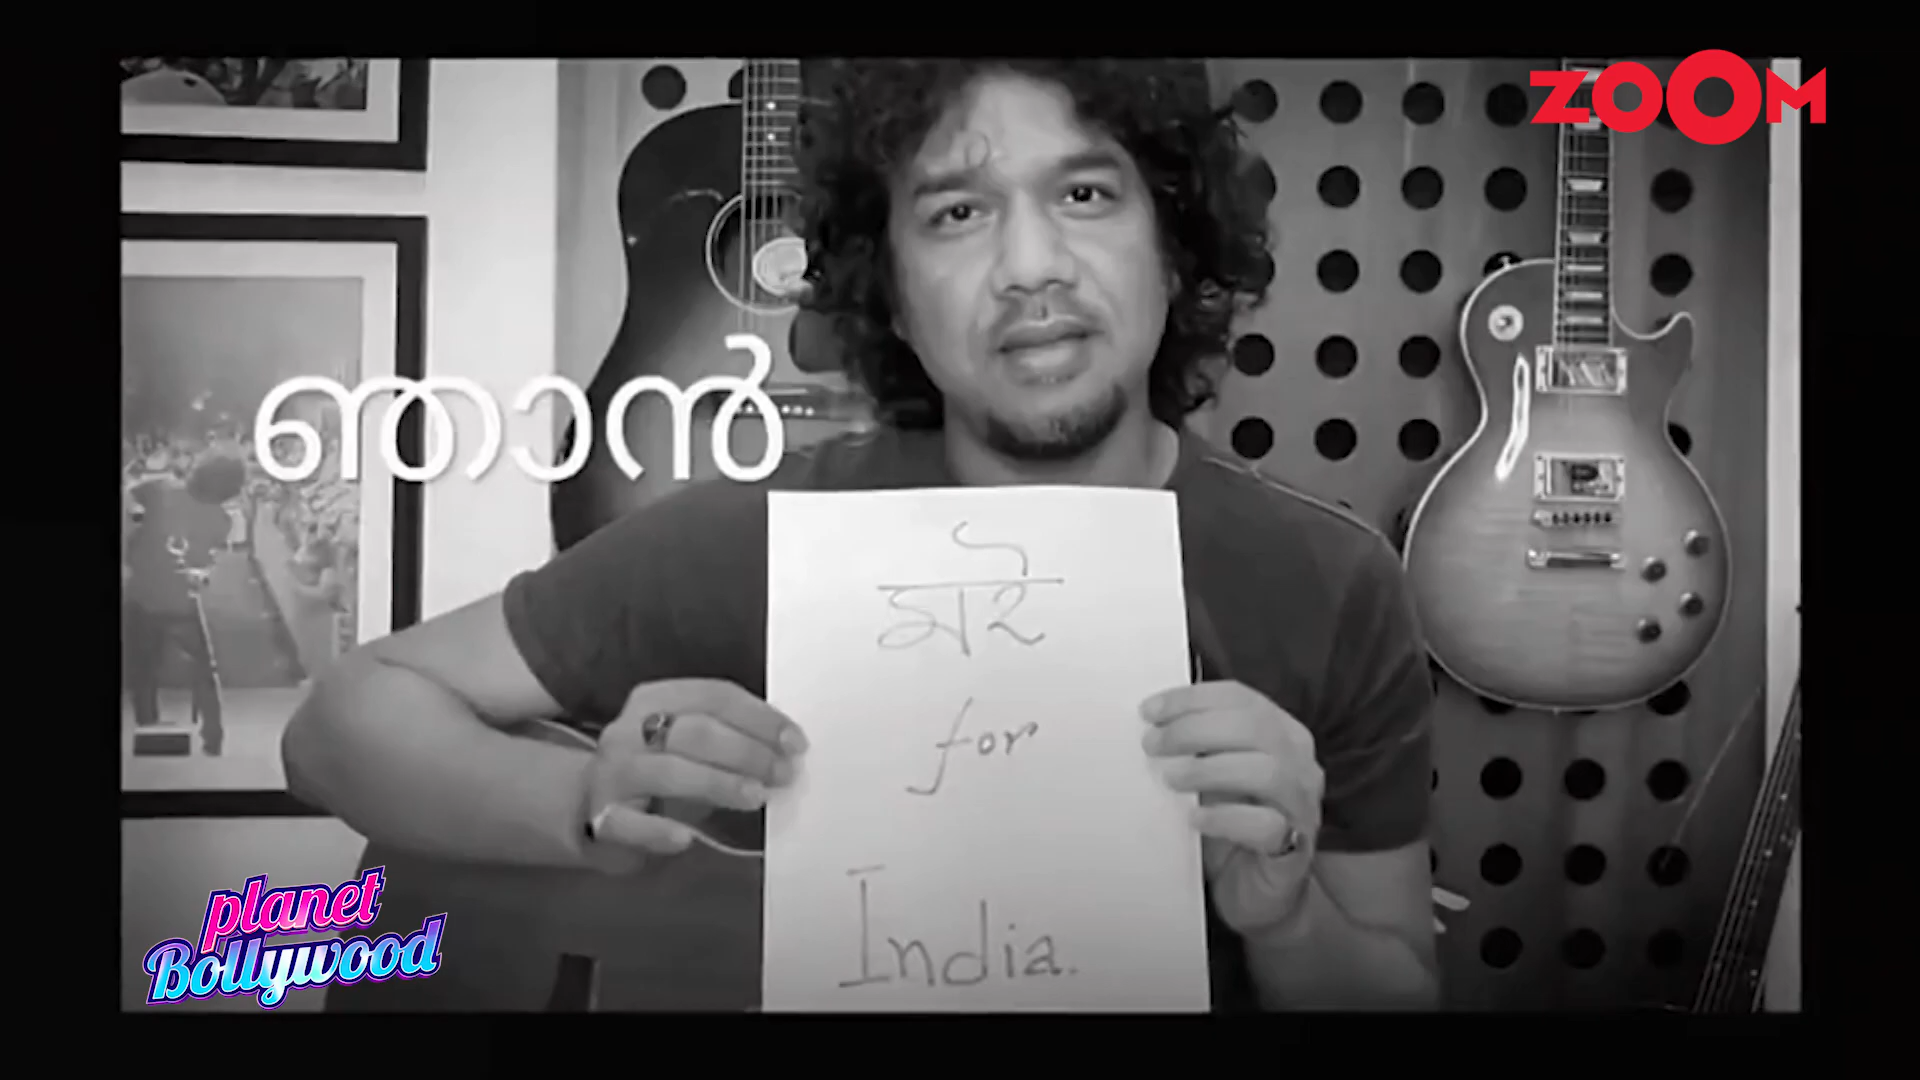 ZOOM
ഞാൻ
মই
for
India.
planet
Bollywood